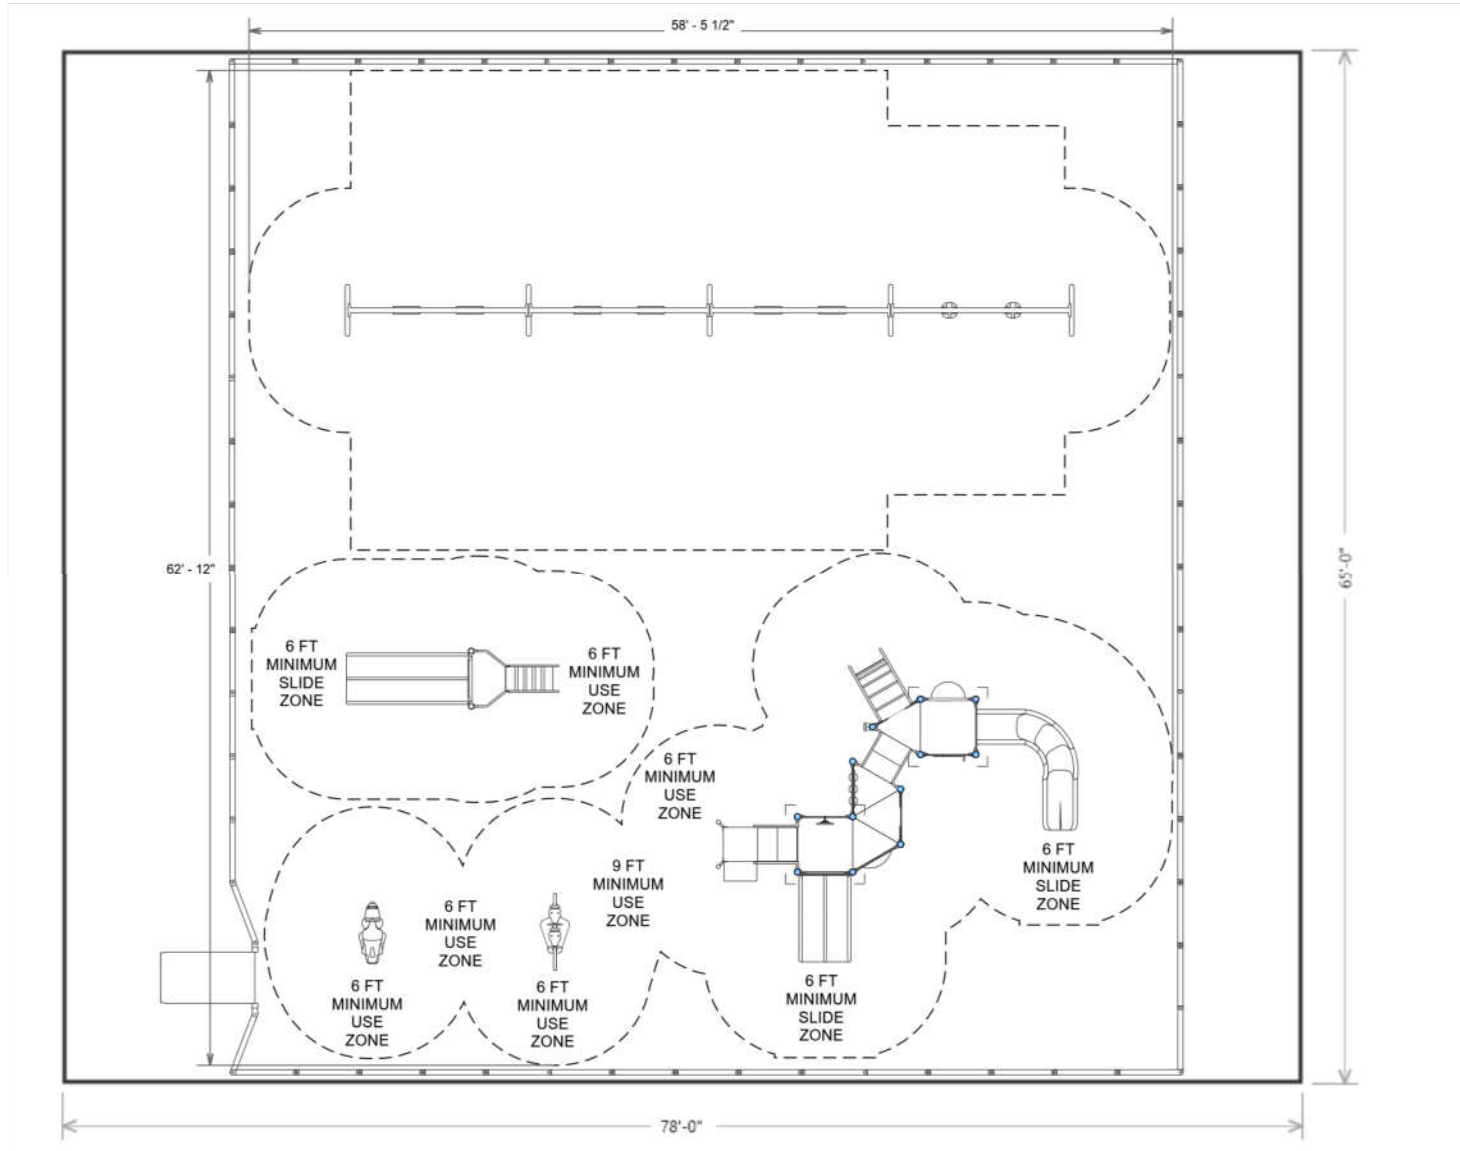 58' - 5 1/2"
62' - 12"
65'-0"
6 FT
MINIMUM
SLIDE
ZONE
6 FT
MINIMUM
USE
ZONE
6 FT
MINIMUM
USE
ZONE
9 FT
MINIMUM
USE
ZONE
6 FT
MINIMUM
SLIDE
ZONE
6 FT
MINIMUM
USE
ZONE
6 FT
MINIMUM
USE
ZONE
6 FT
MINIMUM
USE
ZONE
6 FT
MINIMUM
SLIDE
ZONE
78'-0"